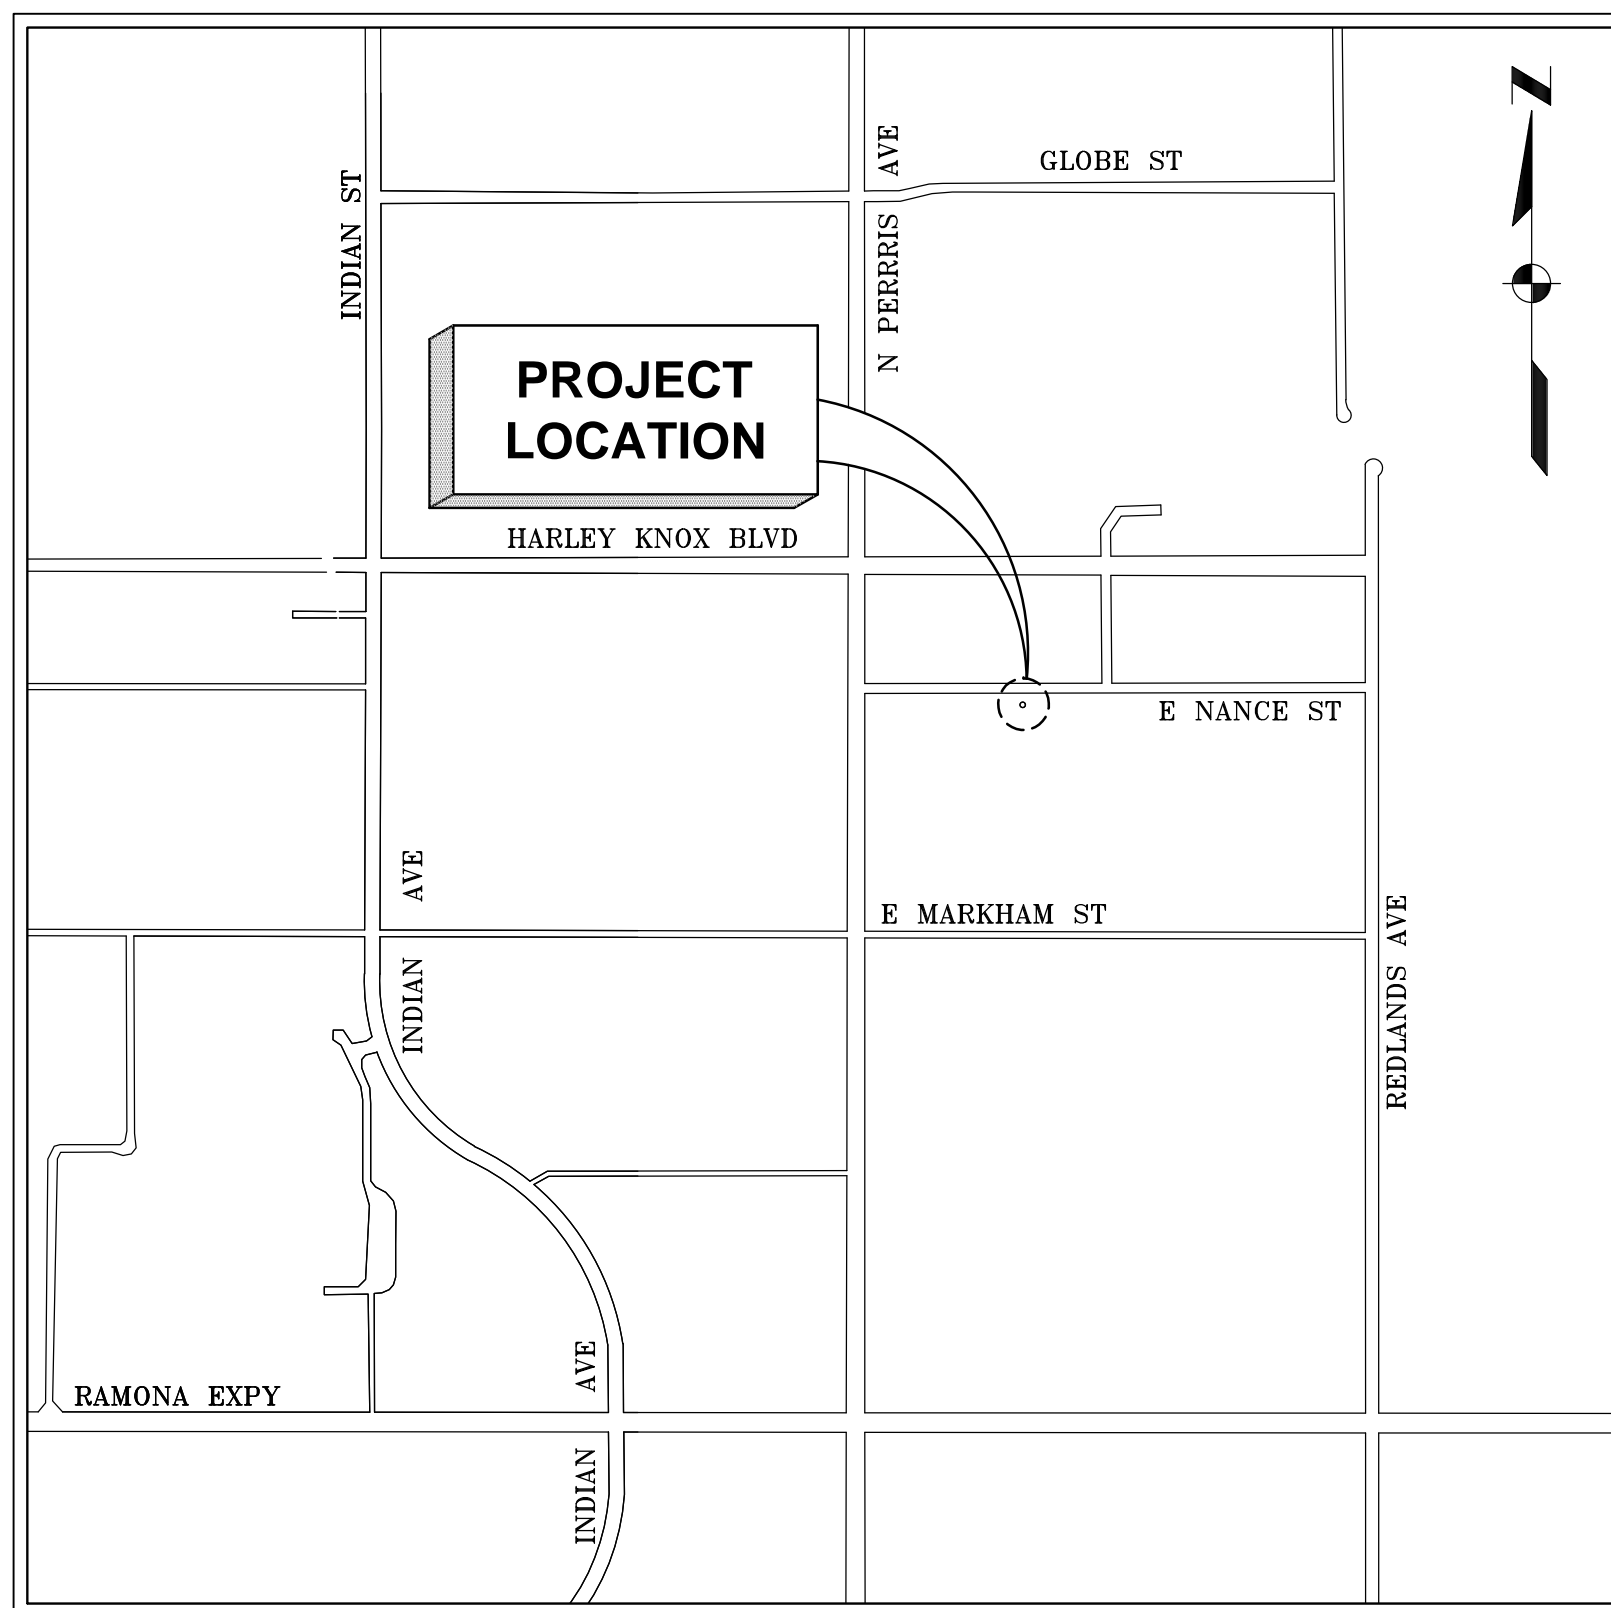 N
GLOBE ST
INDIAN ST
N PERRIS AVE
PROJECT
LOCATION
HARLEY KNOX BLVD
E NANCE ST
INDIAN AVE
E MARKHAM ST
REDLANDS AVE
RAMONA EXPY
INDIAN AVE